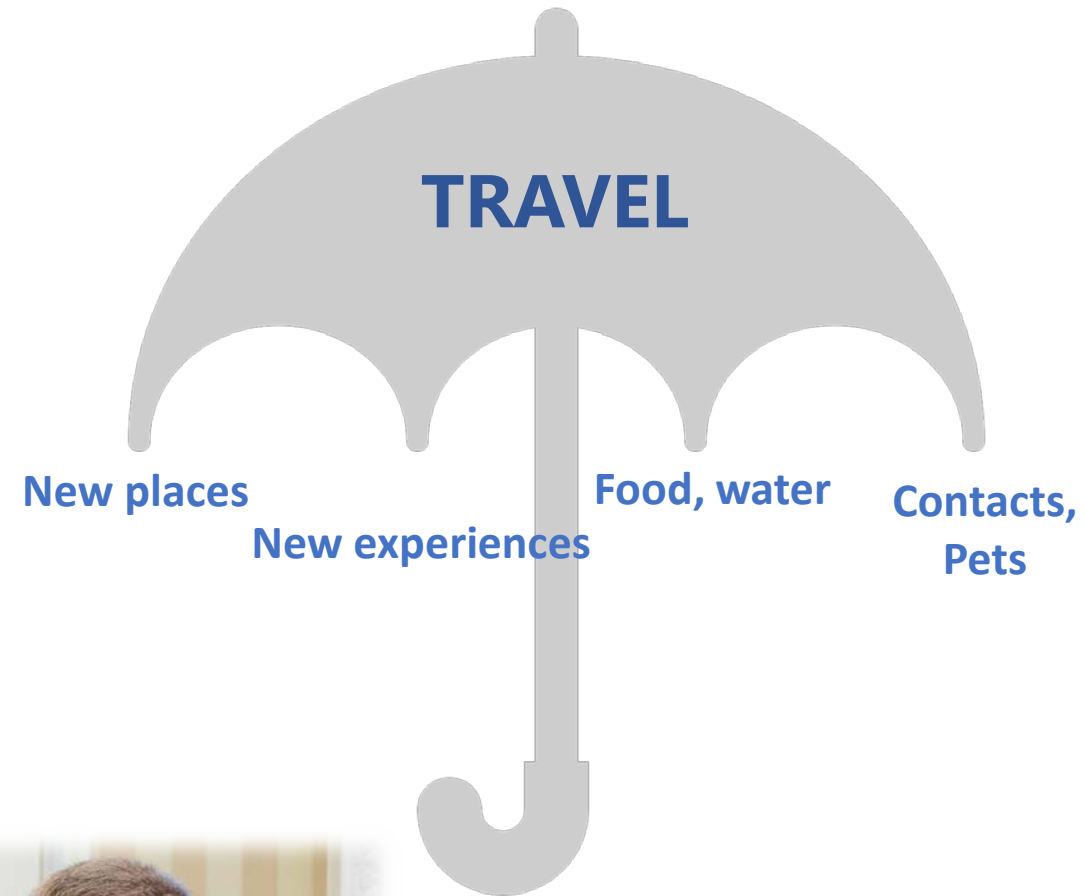 TRAVEL
New places
New experiences
Food, water
Contacts,
Pets